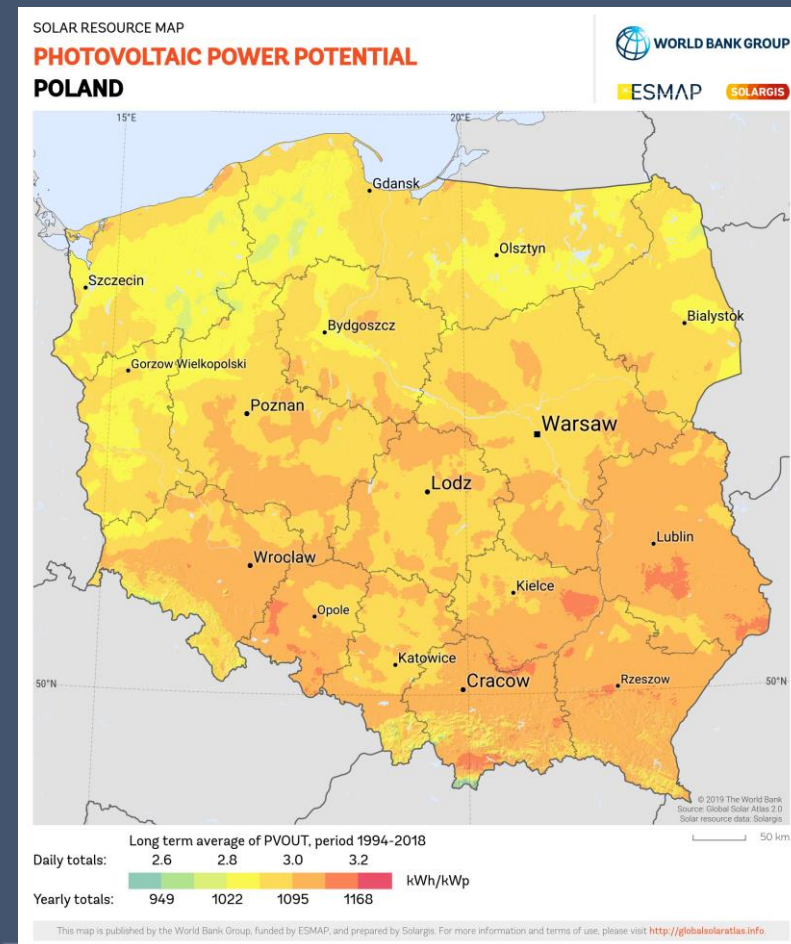 SOLAR RESOURCE MAP
PHOTOVOLTAIC POWER POTENTIAL
POLAND
WORLD BANK GROUP
ESMAP
SOLARGIS
15°E
20°E
Gdansk
Olsztyn
Szczecin
Bialystok
Bydgoszcz
Gorzow Wielkopolski
Poznan
Warsaw
Lodz
Lublin
Wroclaw
Kielce
Opole
Katowice
Cracow
Rzeszow
50°N
50°N
© 2019 The World Bank
Source: Global Solar Atlas 2.0
Solar resource data: Solargis
50 km
Long term average of PVOUT, period 1994-2018
Daily totals: 2.6 2.8 3.0 3.2
kWh/kWp
Yearly totals: 949 1022 1095 1168
This map is published by the World Bank Group, funded by ESMAP, and prepared by Solargis. For more information and terms of use, please visit http://globalsolaratlas.info.